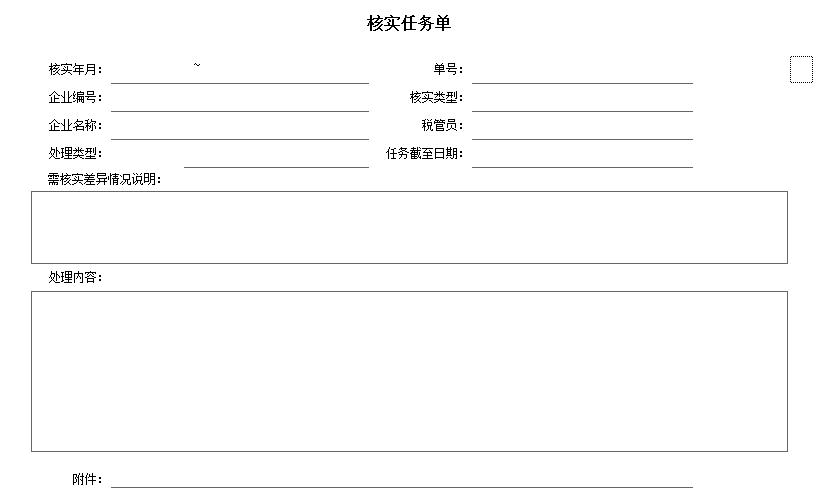 核实任务单
核实年月： ~ 单号：
企业编号： 核实类型：
企业名称： 税管员：
处理类型： 任务截至日期：
需核实差异情况说明：
处理内容：
附件：